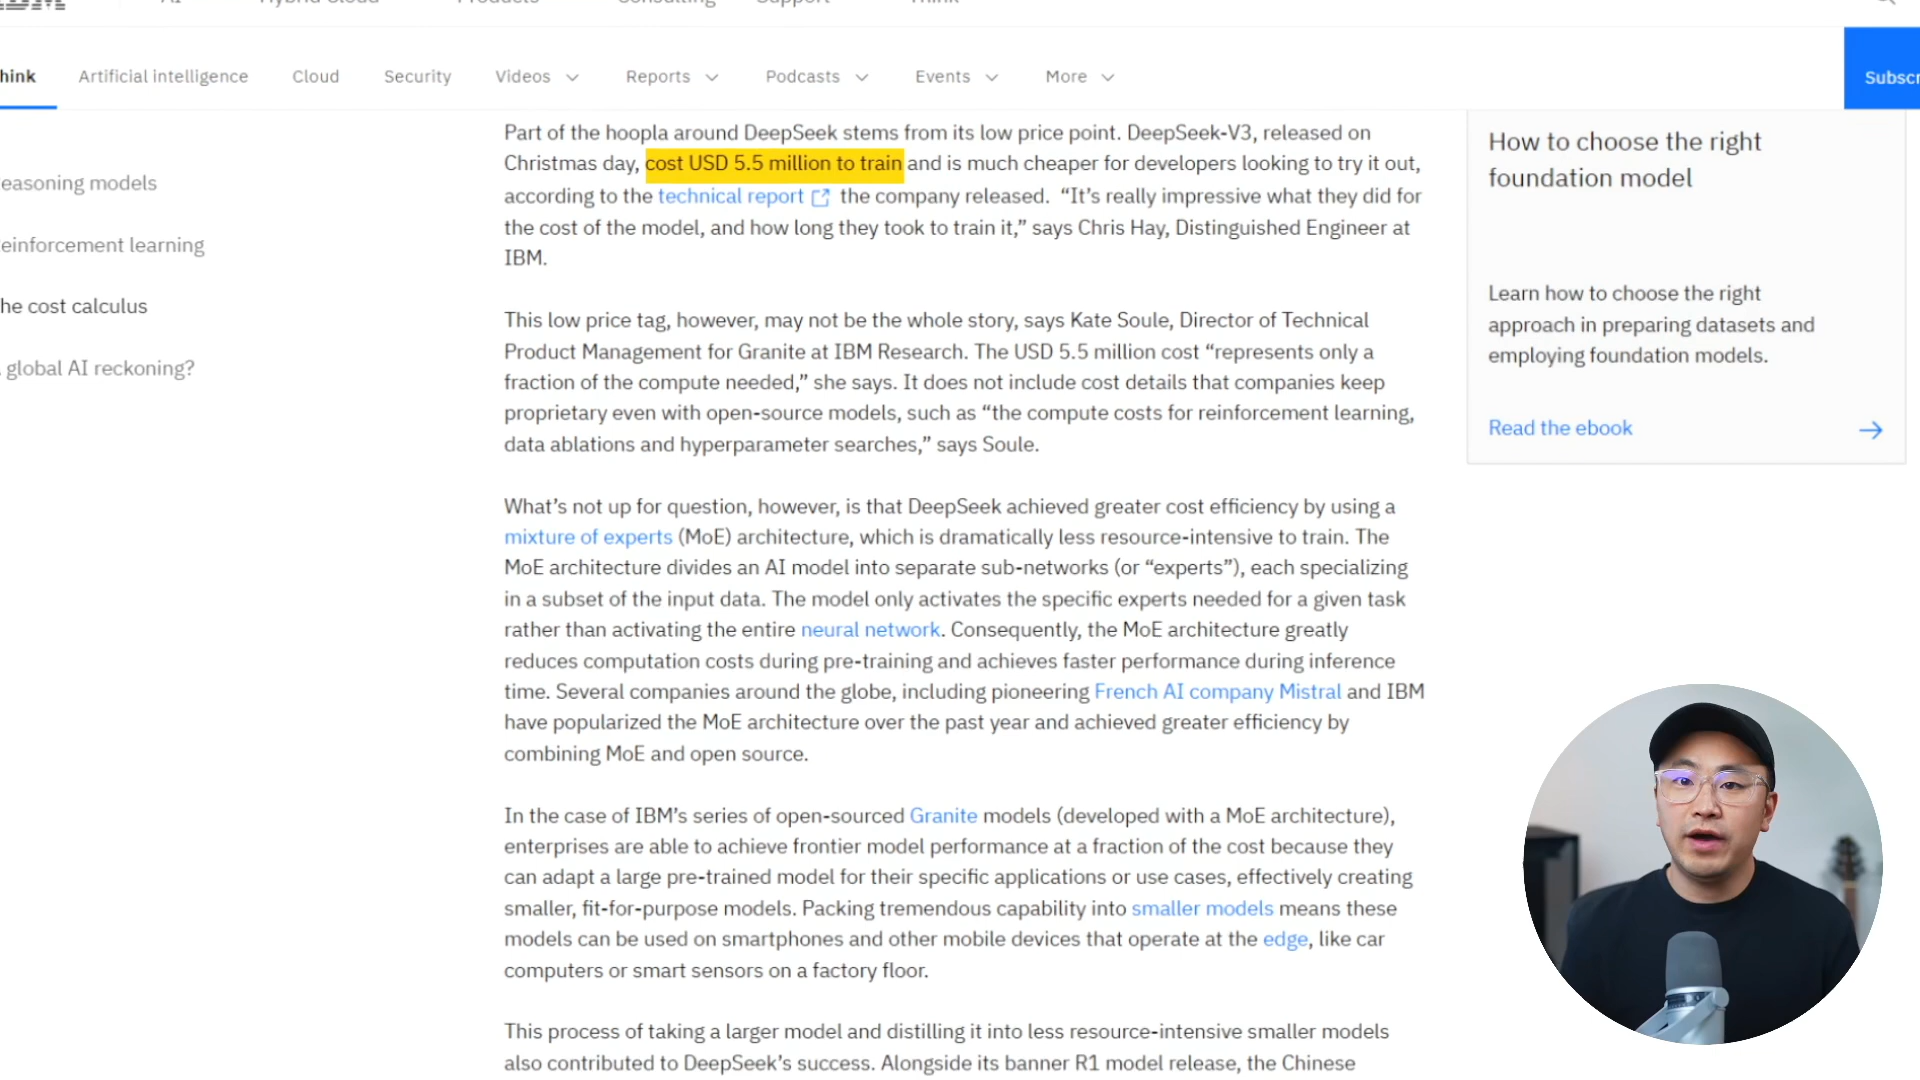 AI Hybrid Cloud Products Consulting Support Think
hink Artificial intelligence Cloud Security Videos Reports Podcasts Events More Subscr
easoning models
einforcement learning
he cost calculus
global AI reckoning?
Part of the hoopla around DeepSeek stems from its low price point. DeepSeek-V3, released on
Christmas day, cost USD 5.5 million to train and is much cheaper for developers looking to try it out,
according to the technical report the company released. “It’s really impressive what they did for
the cost of the model, and how long they took to train it,” says Chris Hay, Distinguished Engineer at
IBM.
This low price tag, however, may not be the whole story, says Kate Soule, Director of Technical
Product Management for Granite at IBM Research. The USD 5.5 million cost “represents only a
fraction of the compute needed,” she says. It does not include cost details that companies keep
proprietary even with open-source models, such as “the compute costs for reinforcement learning,
data ablations and hyperparameter searches,” says Soule.
What’s not up for question, however, is that DeepSeek achieved greater cost efficiency by using a
mixture of experts (MoE) architecture, which is dramatically less resource-intensive to train. The
MoE architecture divides an AI model into separate sub-networks (or “experts”), each specializing
in a subset of the input data. The model only activates the specific experts needed for a given task
rather than activating the entire neural network. Consequently, the MoE architecture greatly
reduces computation costs during pre-training and achieves faster performance during inference
time. Several companies around the globe, including pioneering French AI company Mistral and IBM
have popularized the MoE architecture over the past year and achieved greater efficiency by
combining MoE and open source.
In the case of IBM’s series of open-sourced Granite models (developed with a MoE architecture),
enterprises are able to achieve frontier model performance at a fraction of the cost because they
can adapt a large pre-trained model for their specific applications or use cases, effectively creating
smaller, fit-for-purpose models. Packing tremendous capability into smaller models means these
models can be used on smartphones and other mobile devices that operate at the edge, like car
computers or smart sensors on a factory floor.
This process of taking a larger model and distilling it into less resource-intensive smaller models
also contributed to DeepSeek’s success. Alongside its banner R1 model release, the Chinese
How to choose the right
foundation model
Learn how to choose the right
approach in preparing datasets and
employing foundation models.
Read the ebook